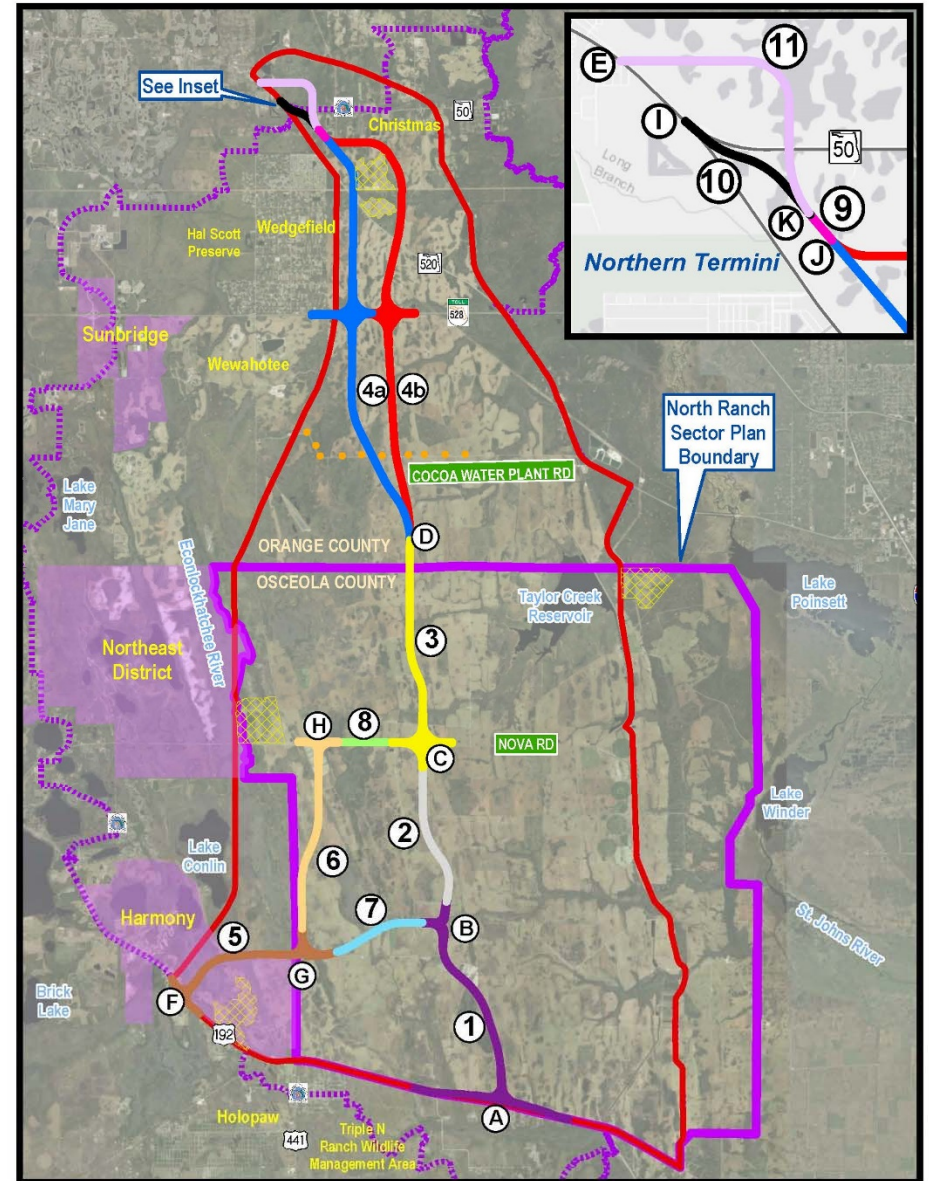 See Inset
50
Christmas
Wedgefield
Hal Scott
Preserve
520
TOLL
528
Sunbridge
Wewahotee
4a
4b
E
11
I
50
Long
Branch
10
K
9
J
Northern Termini
North Ranch
Sector Plan
Boundary
COCOA WATER PLANT RD
Lake
Mary
Jane
D
ORANGE COUNTY
OSCEOLA COUNTY
Econlockhatchee River
Taylor Creek
Reservoir
Lake
Poinsett
Northeast
District
3
H
8
C
NOVA RD
Lake
Winder
2
Lake
Conlin
6
7
B
Harmony
5
G
St. Johns River
Brick
Lake
F
192
1
A
Holopaw
441
Triple N
Ranch Wildlife
Management Area